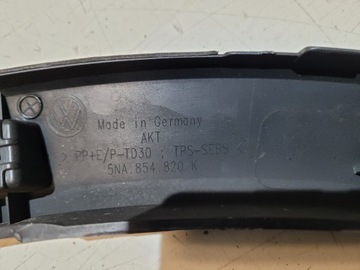 Made in Germany
AKT
> PP+E/P-TD30 ; TPS-SEBS <
5NA.854.820 K